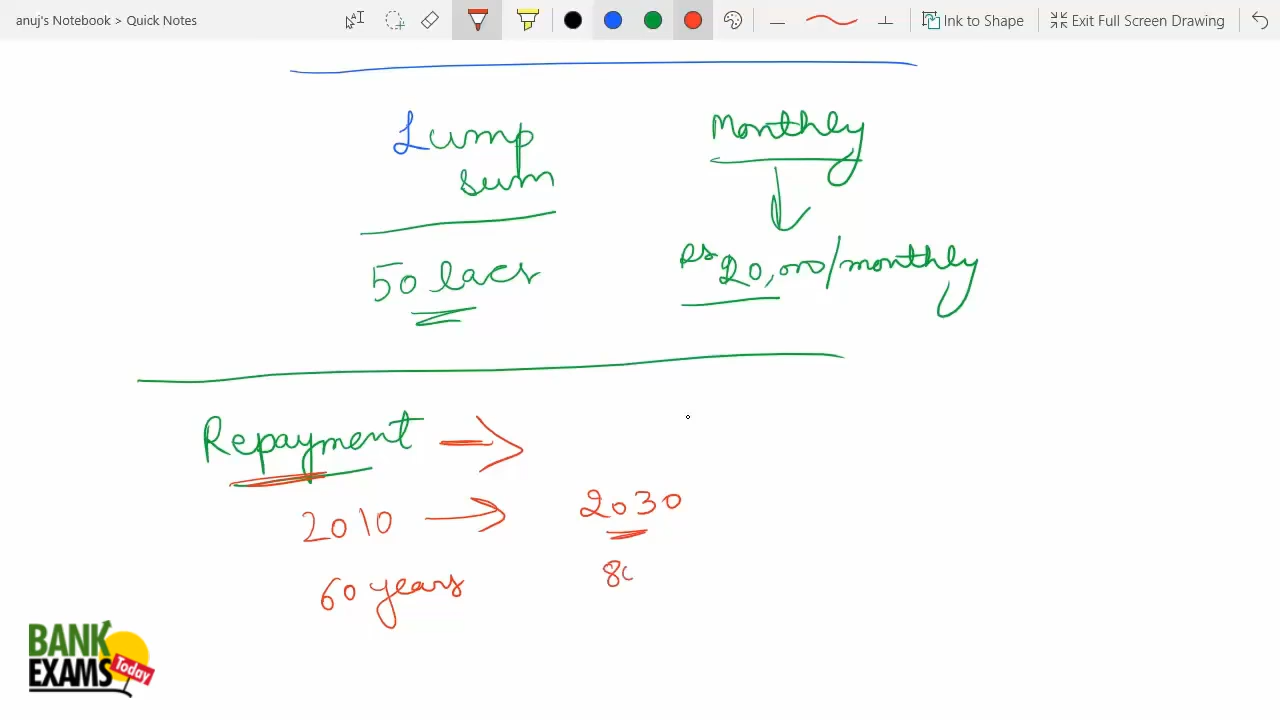 anuj's Notebook > Quick Notes
Ink to Shape
Exit Full Screen Drawing
Lump sum
Monthly
50 lacs
Rs 20,000/monthly
Repayment
2010
2030
60 years
80
BANK EXAMS Today